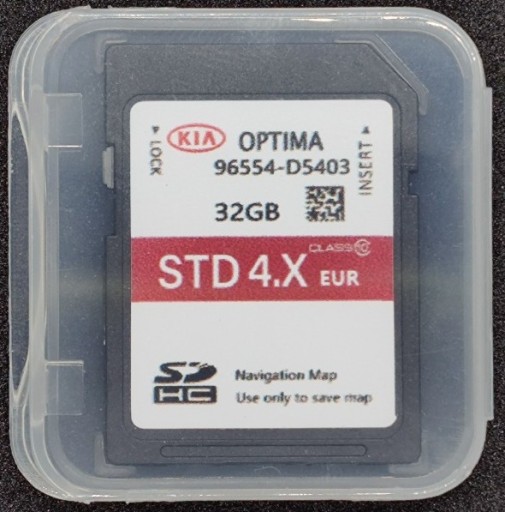 LOCK
KIA OPTIMA
96554-D5403
INSERT
32GB
CLASS 10
STD 4.X EUR
SD HC
Navigation Map
Use only to save map